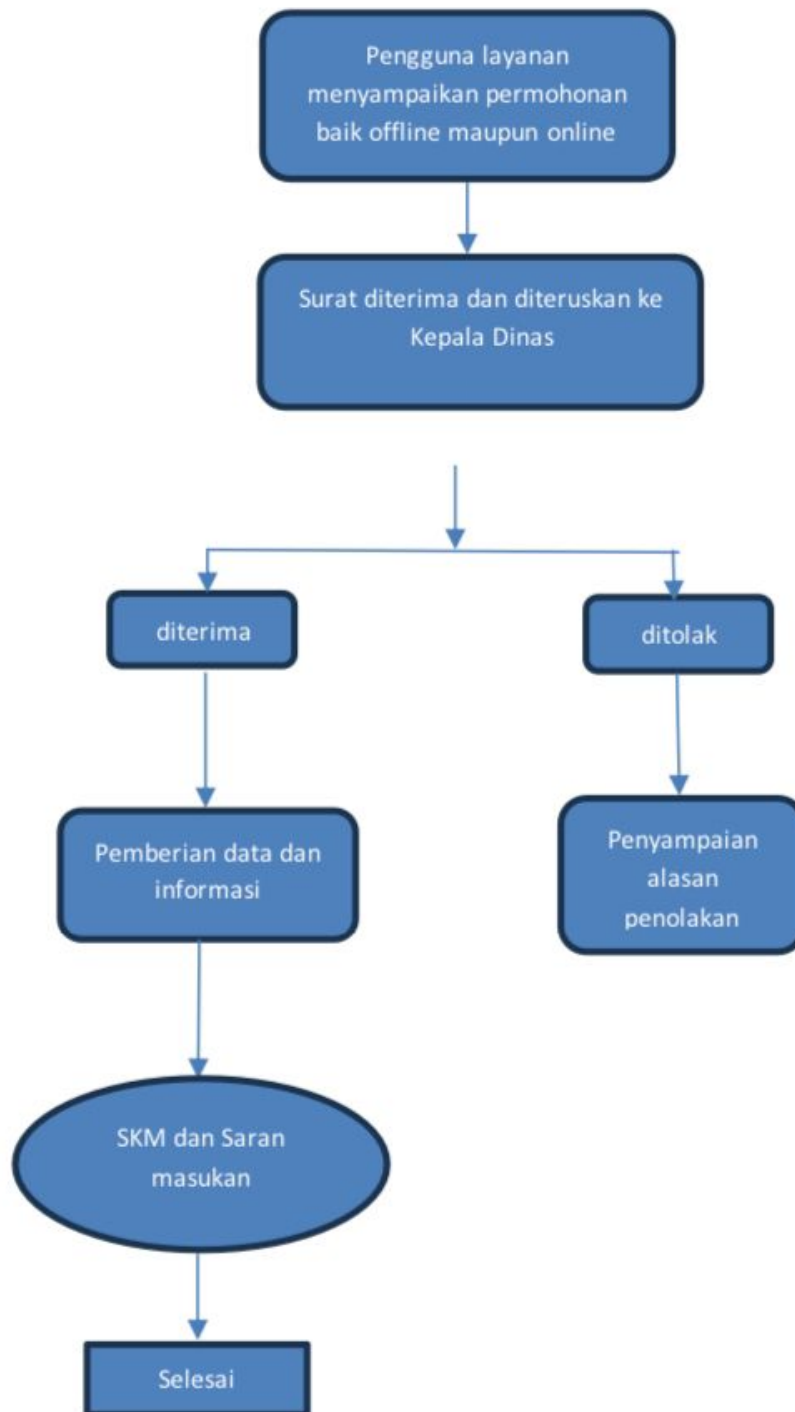 Pengguna layanan
menyampaikan permohonan
baik offline maupun online
Surat diterima dan diteruskan ke
Kepala Dinas
diterima
ditolak
Pemberian data dan
informasi
Penyampaian
alasan
penolakan
SKM dan Saran
masukan
Selesai